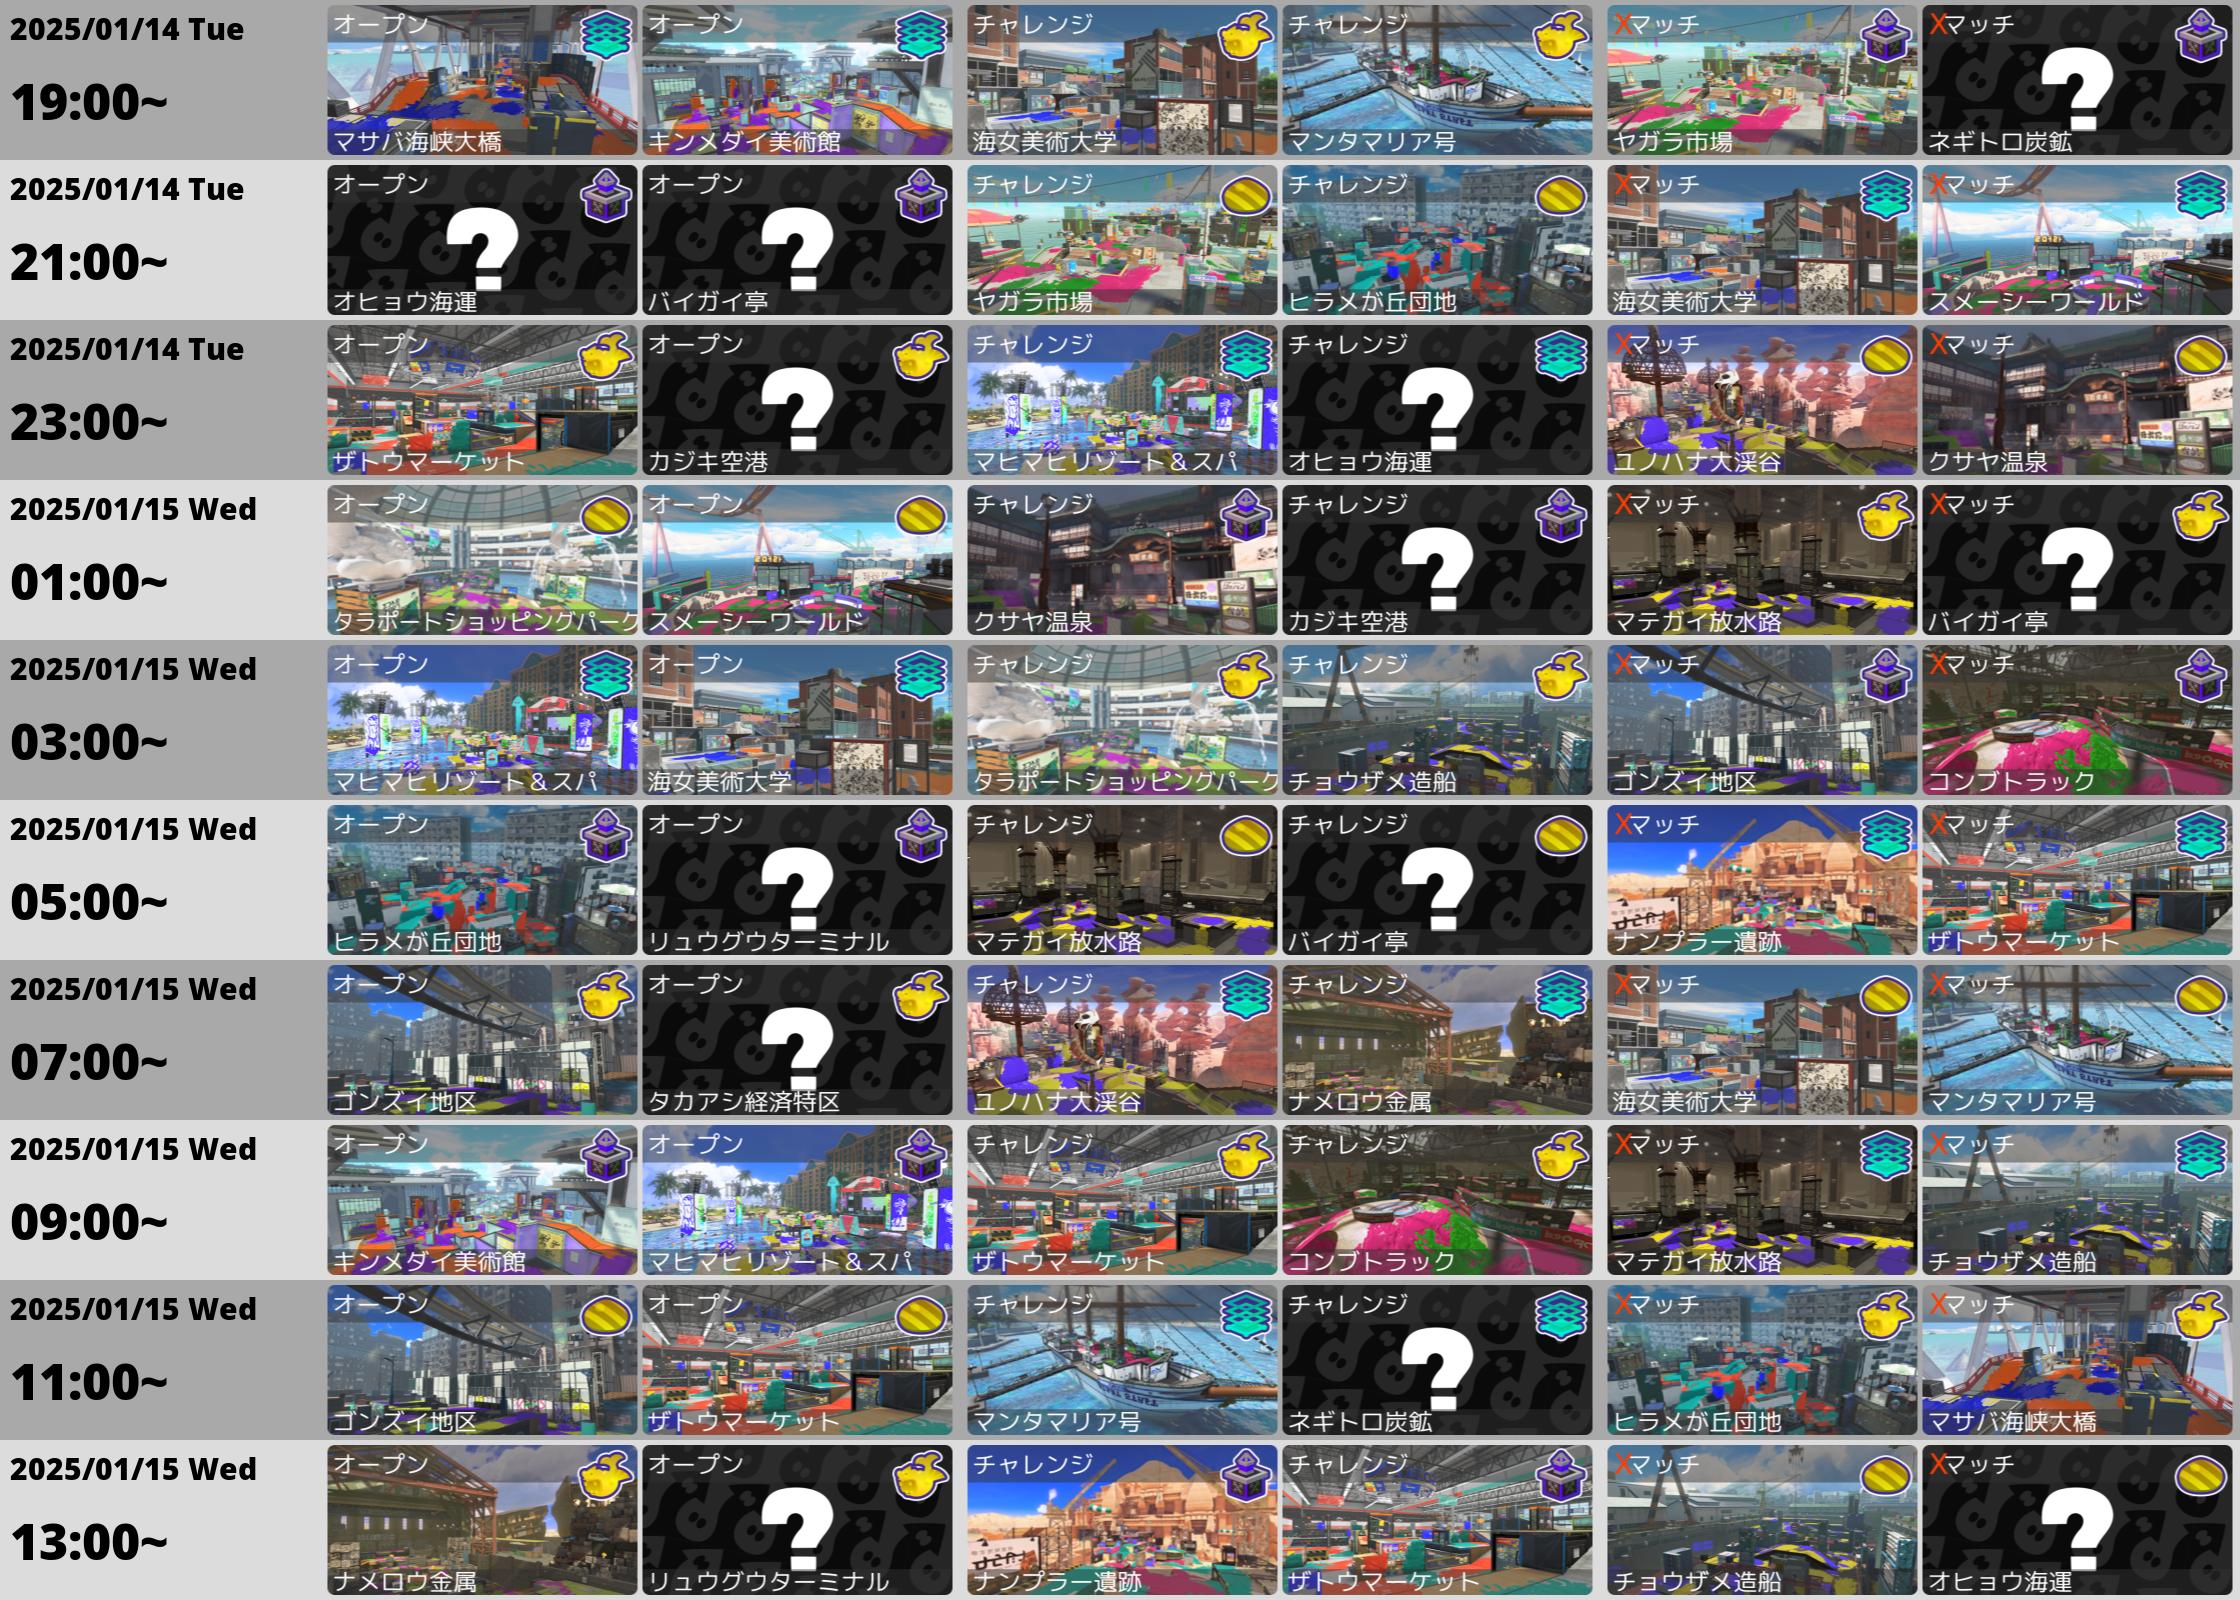 2025/01/14 Tue
19:00~
オープン
マサバ海峡大橋
オープン
キンメダイ美術館
チャレンジ
海女美術大学
チャレンジ
マンタマリア号
Xマッチ
ヤガラ市場
Xマッチ
ネギトロ炭鉱
2025/01/14 Tue
21:00~
オープン
オヒョウ海運
オープン
バイガイ亭
チャレンジ
ヤガラ市場
チャレンジ
ヒラメが丘団地
Xマッチ
海女美術大学
Xマッチ
スメーシーワールド
2025/01/14 Tue
23:00~
オープン
ザトウマーケット
オープン
カジキ空港
チャレンジ
マヒマヒリゾート＆スパ
チャレンジ
オヒョウ海運
Xマッチ
ユノハナ大渓谷
Xマッチ
クサヤ温泉
2025/01/15 Wed
01:00~
オープン
タラポートショッピングパーク
オープン
スメーシーワールド
チャレンジ
クサヤ温泉
チャレンジ
カジキ空港
Xマッチ
マテガイ放水路
Xマッチ
バイガイ亭
2025/01/15 Wed
03:00~
オープン
マヒマヒリゾート＆スパ
オープン
海女美術大学
チャレンジ
タラポートショッピングパーク
チャレンジ
チョウザメ造船
Xマッチ
ゴンズイ地区
Xマッチ
コンブトラック
2025/01/15 Wed
05:00~
オープン
ヒラメが丘団地
オープン
リュウグウターミナル
チャレンジ
マテガイ放水路
チャレンジ
バイガイ亭
Xマッチ
ナンプラー遺跡
Xマッチ
ザトウマーケット
2025/01/15 Wed
07:00~
オープン
ゴンズイ地区
オープン
タカアシ経済特区
チャレンジ
ユノハナ大渓谷
チャレンジ
ナメロウ金属
Xマッチ
海女美術大学
Xマッチ
マンタマリア号
2025/01/15 Wed
09:00~
オープン
キンメダイ美術館
オープン
マヒマヒリゾート＆スパ
チャレンジ
ザトウマーケット
チャレンジ
コンブトラック
Xマッチ
マテガイ放水路
Xマッチ
チョウザメ造船
2025/01/15 Wed
11:00~
オープン
ゴンズイ地区
オープン
ザトウマーケット
チャレンジ
マンタマリア号
チャレンジ
ネギトロ炭鉱
Xマッチ
ヒラメが丘団地
Xマッチ
マサバ海峡大橋
2025/01/15 Wed
13:00~
オープン
ナメロウ金属
オープン
リュウグウターミナル
チャレンジ
ナンプラー遺跡
チャレンジ
ザトウマーケット
Xマッチ
チョウザメ造船
Xマッチ
オヒョウ海運